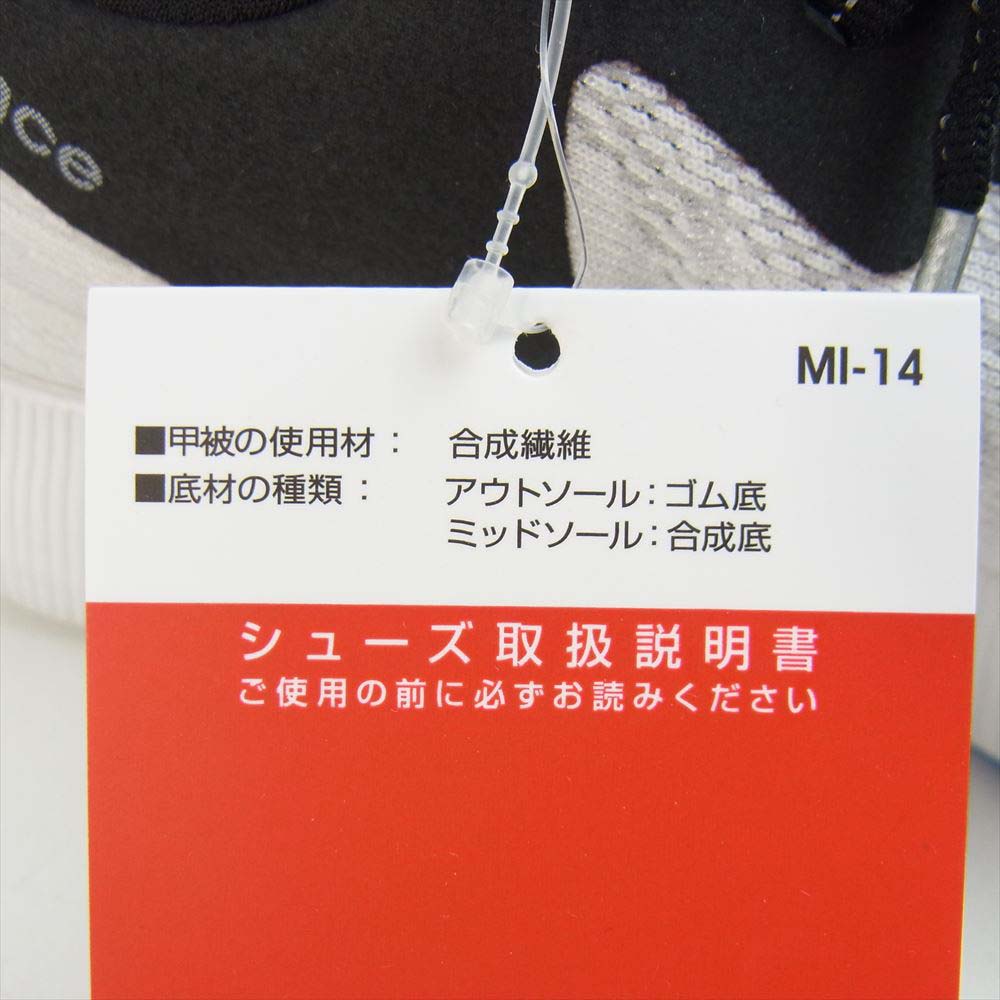 ace
MI-14
■甲被の使用材： 合成繊維
■底材の種類： アウトソール：ゴム底
ミッドソール：合成底
シューズ取扱説明書
ご使用の前に必ずお読みください